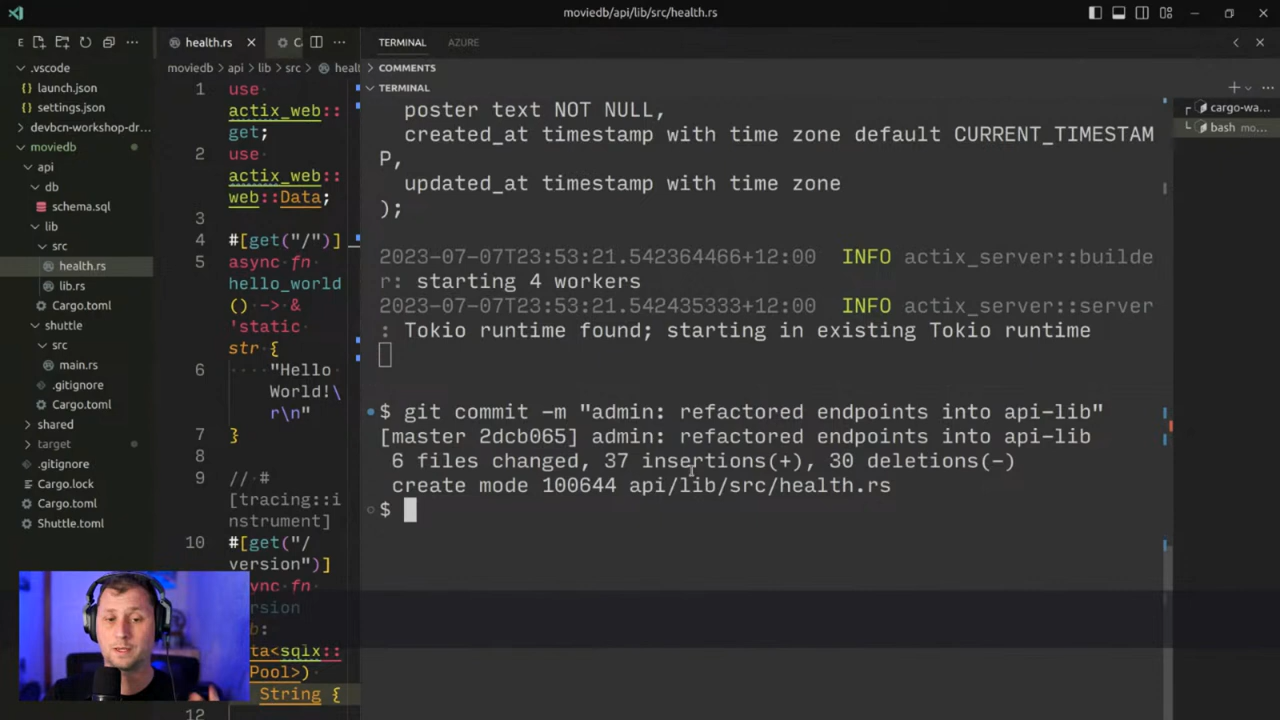 moviedb/api/lib/src/health.rs
E
.vscode
launch.json
settings.json
devbcn-workshop-dr...
moviedb
api
db
schema.sql
lib
src
health.rs
lib.rs
Cargo.toml
shuttle
src
main.rs
.gitignore
Cargo.toml
shared
target
Cargo.lock
Cargo.toml
Shuttle.toml
health.rs
moviedb > api > lib > src >
1 use
actix_web::
get;
2 use
actix_web::
web::Data;
3
4 #[get("/")]
5 async fn
hello_world
() -> &
'static
str {
6 ····"Hello
World!\
r\n"
7 }
8
9 // #
[tracing::i
nstrument]
10 #[get("/
version")]
ync fn
ersion
b:
ta<sqlx::
Pool>)
String {
12
TERMINAL
AZURE
COMMENTS
TERMINAL
poster text NOT NULL,
created_at timestamp with time zone default CURRENT_TIMESTAM
P,
updated_at timestamp with time zone
);
2023-07-07T23:53:21.542364466+12:00 INFO actix_server::builde
r: starting 4 workers
2023-07-07T23:53:21.542435333+12:00 INFO actix_server::server
: Tokio runtime found; starting in existing Tokio runtime
$ git commit -m "admin: refactored endpoints into api-lib"
[master 2dcb065] admin: refactored endpoints into api-lib
6 files changed, 37 insertions(+), 30 deletions(-)
create mode 100644 api/lib/src/health.rs
$
cargo-wa...
bash mo...